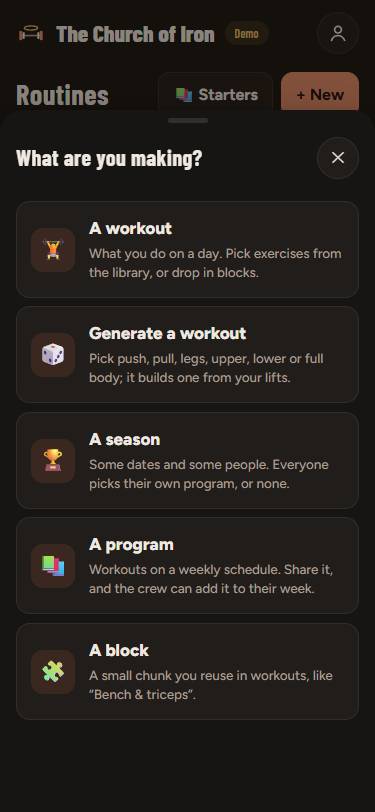 The Church of Iron Demo
Routines Starters + New
What are you making?
A workout
What you do on a day. Pick exercises from
the library, or drop in blocks.
Generate a workout
Pick push, pull, legs, upper, lower or full
body; it builds one from your lifts.
A season
Some dates and some people. Everyone
picks their own program, or none.
A program
Workouts on a weekly schedule. Share it,
and the crew can add it to their week.
A block
A small chunk you reuse in workouts, like
“Bench & triceps”.